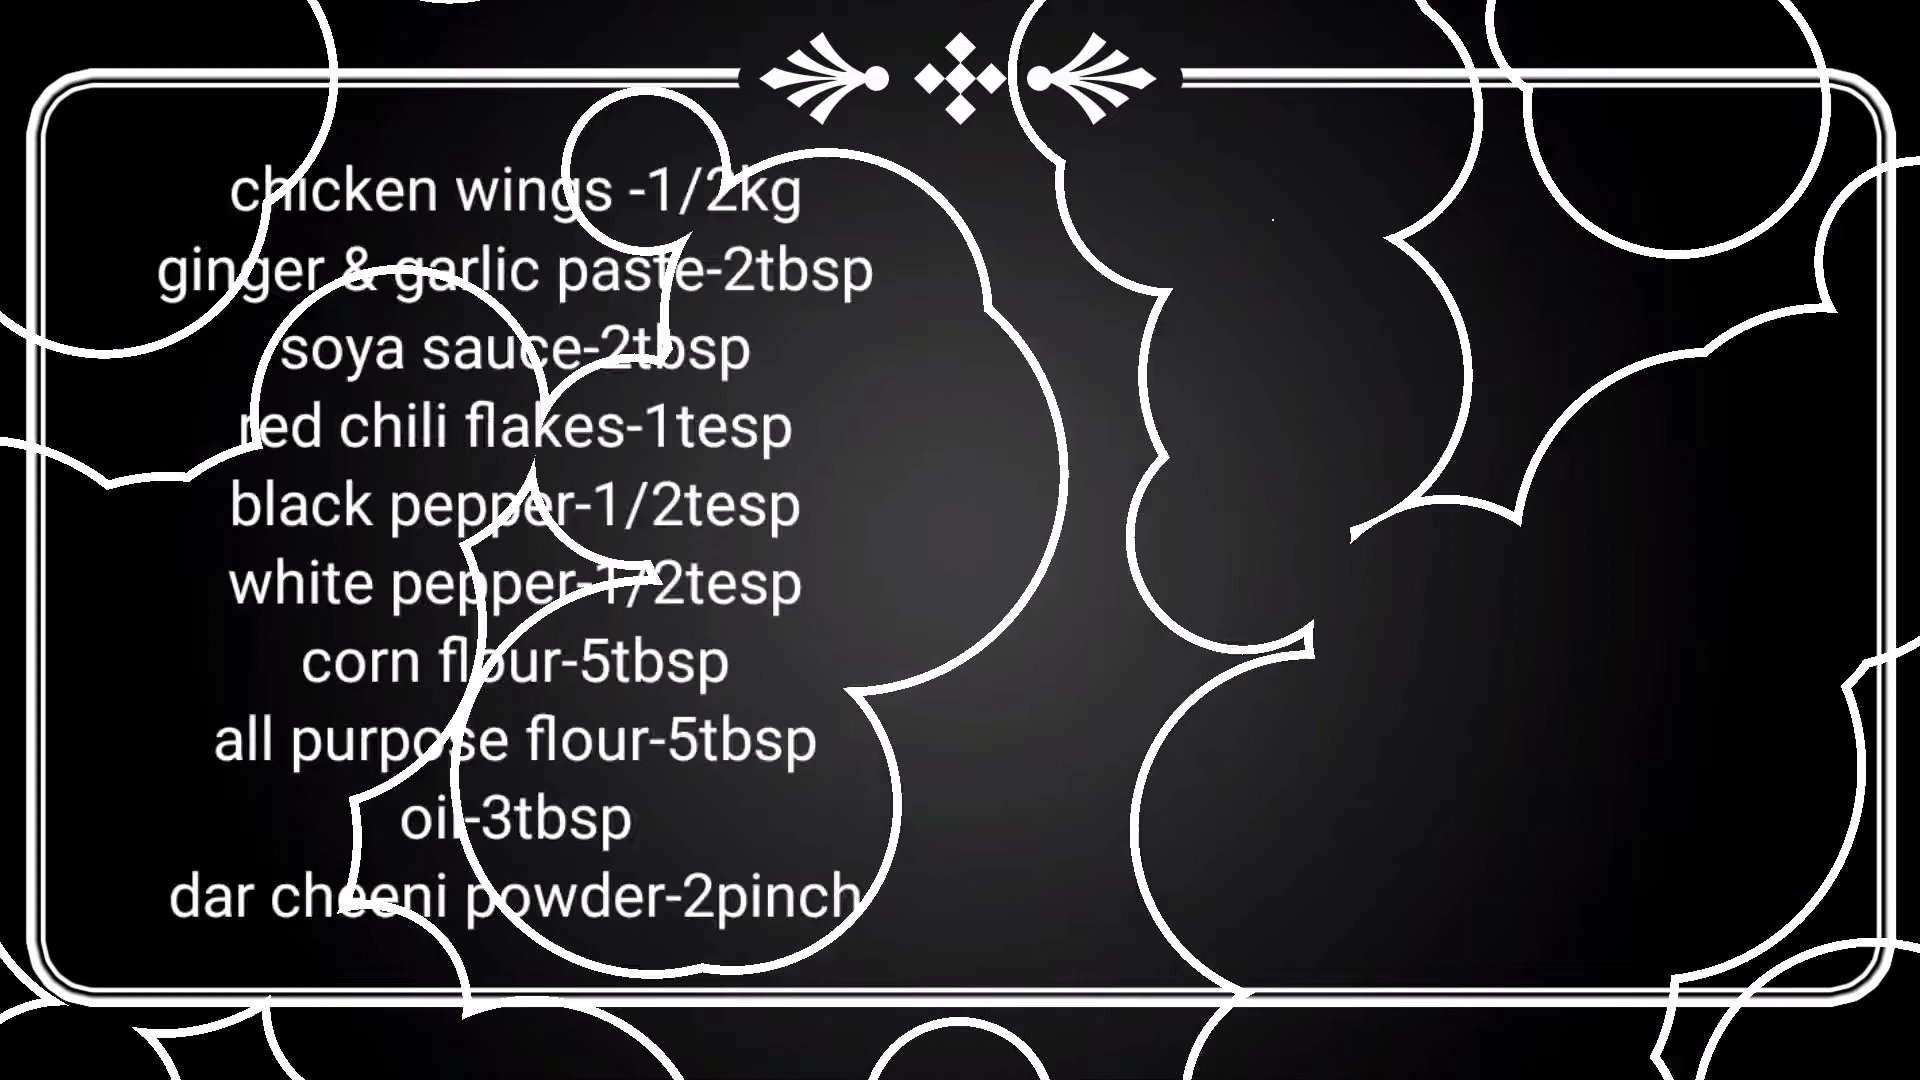 chicken wings -1/2kg
ginger & garlic paste-2tbsp
soya sauce-2tbsp
red chili flakes-1tesp
black pepper-1/2tesp
white pepper-1/2tesp
corn flour-5tbsp
all purpose flour-5tbsp
oil-3tbsp
dar cheeni powder-2pinch